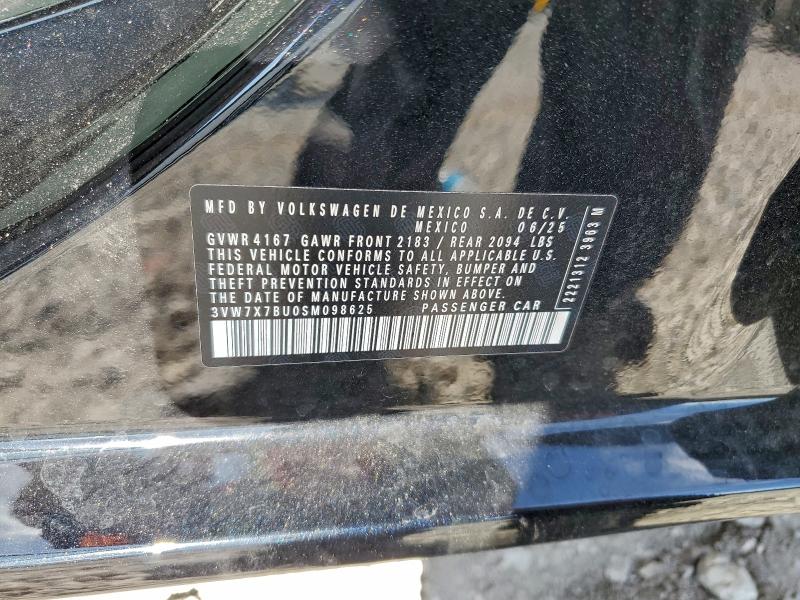 MFD BY VOLKSWAGEN DE MEXICO S.A. DE C.V.
MEXICO 06/25
GVWR 4167 GAWR FRONT 2183 / REAR 2094 LBS
THIS VEHICLE CONFORMS TO ALL APPLICABLE U.S.
FEDERAL MOTOR VEHICLE SAFETY, BUMPER AND
THEFT PREVENTION STANDARDS IN EFFECT ON
THE DATE OF MANUFACTURE SHOWN ABOVE.
3VW7X7BU0SM098625 PASSENGER CAR
2221312 3963 M